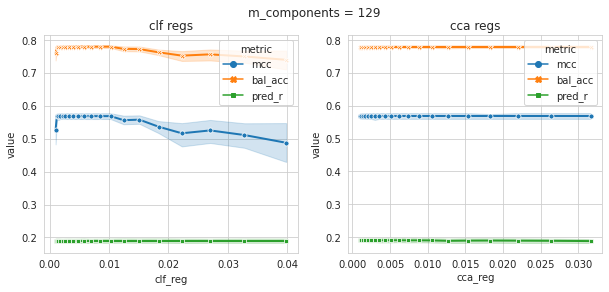 m_components = 129
clf regs
metric
mcc
bal_acc
pred_r
value
0.8
0.7
0.6
0.5
0.4
0.3
0.2
0.00
0.01
0.02
0.03
0.04
clf_reg
cca regs
metric
mcc
bal_acc
pred_r
value
0.8
0.7
0.6
0.5
0.4
0.3
0.2
0.000
0.005
0.010
0.015
0.020
0.025
0.030
cca_reg